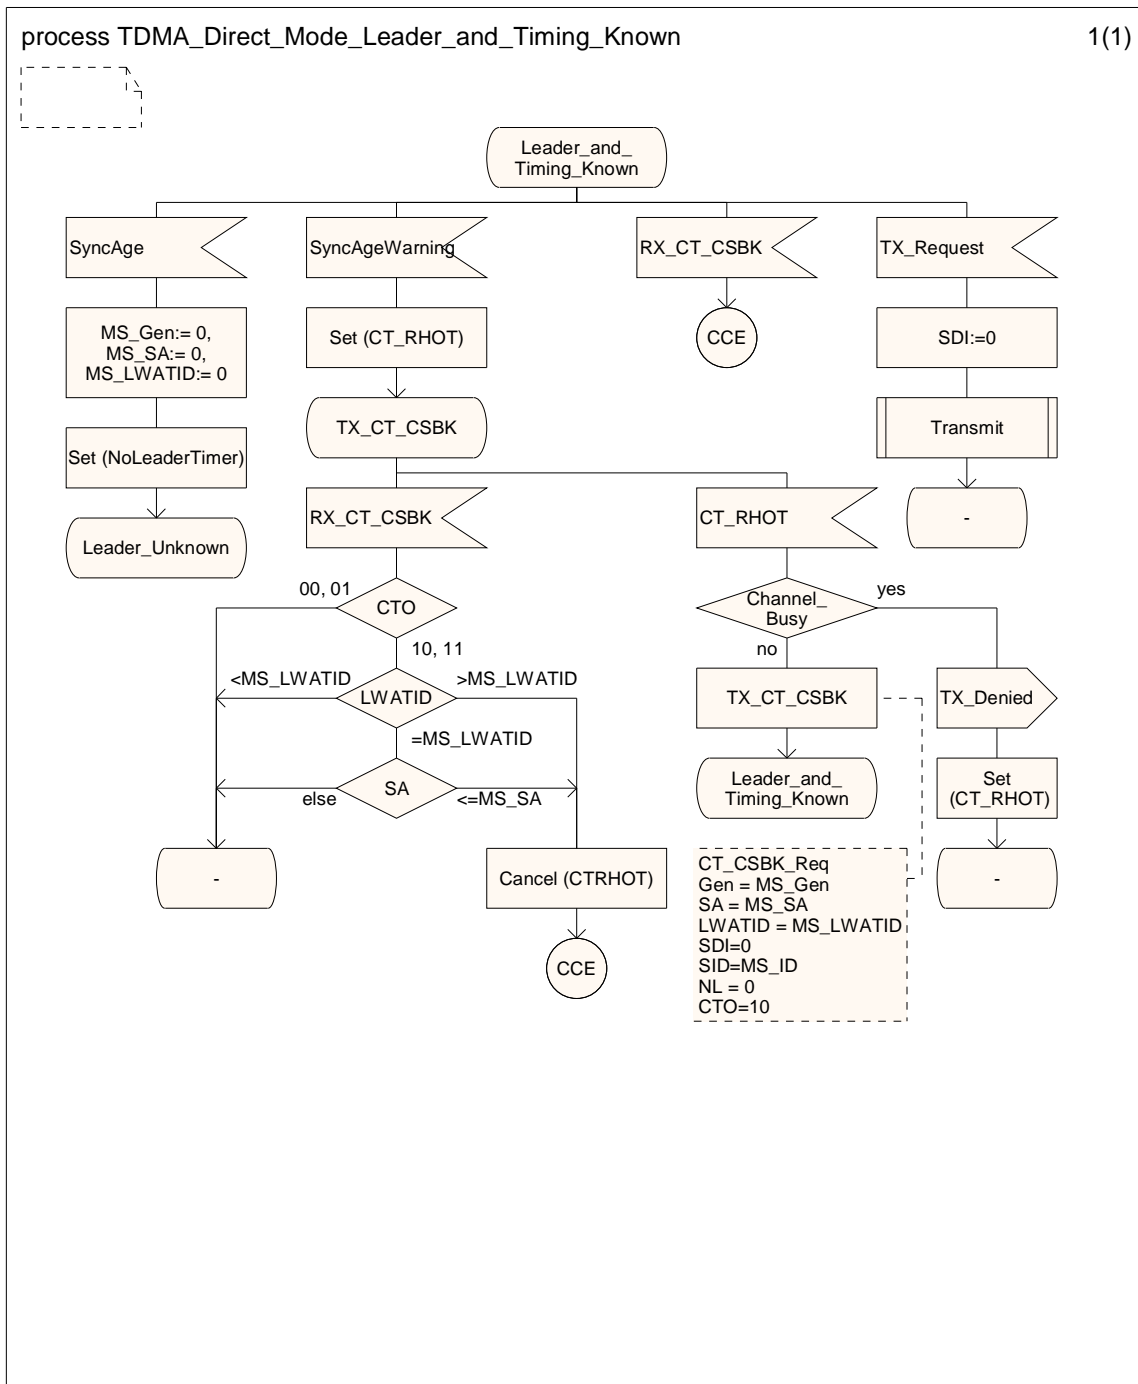 process TDMA_Direct_Mode_Leader_and_Timing_Known
1(1)
Leader_and_
Timing_Known
SyncAge
SyncAgeWarning
RX_CT_CSBK
TX_Request
MS_Gen:= 0,
MS_SA:= 0,
MS_LWATID:= 0
Set (CT_RHOT)
CCE
SDI:=0
Set (NoLeaderTimer)
TX_CT_CSBK
Transmit
Leader_Unknown
RX_CT_CSBK
CT_RHOT
-
00, 01
CTO
10, 11
Channel_
Busy
yes
no
<MS_LWATID
LWATID
>MS_LWATID
=MS_LWATID
TX_CT_CSBK
TX_Denied
else
SA
<=MS_SA
Leader_and_
Timing_Known
Set
(CT_RHOT)
-
Cancel (CTRHOT)
-
CCE
CT_CSBK_Req
Gen = MS_Gen
SA = MS_SA
LWATID = MS_LWATID
SDI=0
SID=MS_ID
NL = 0
CTO=10